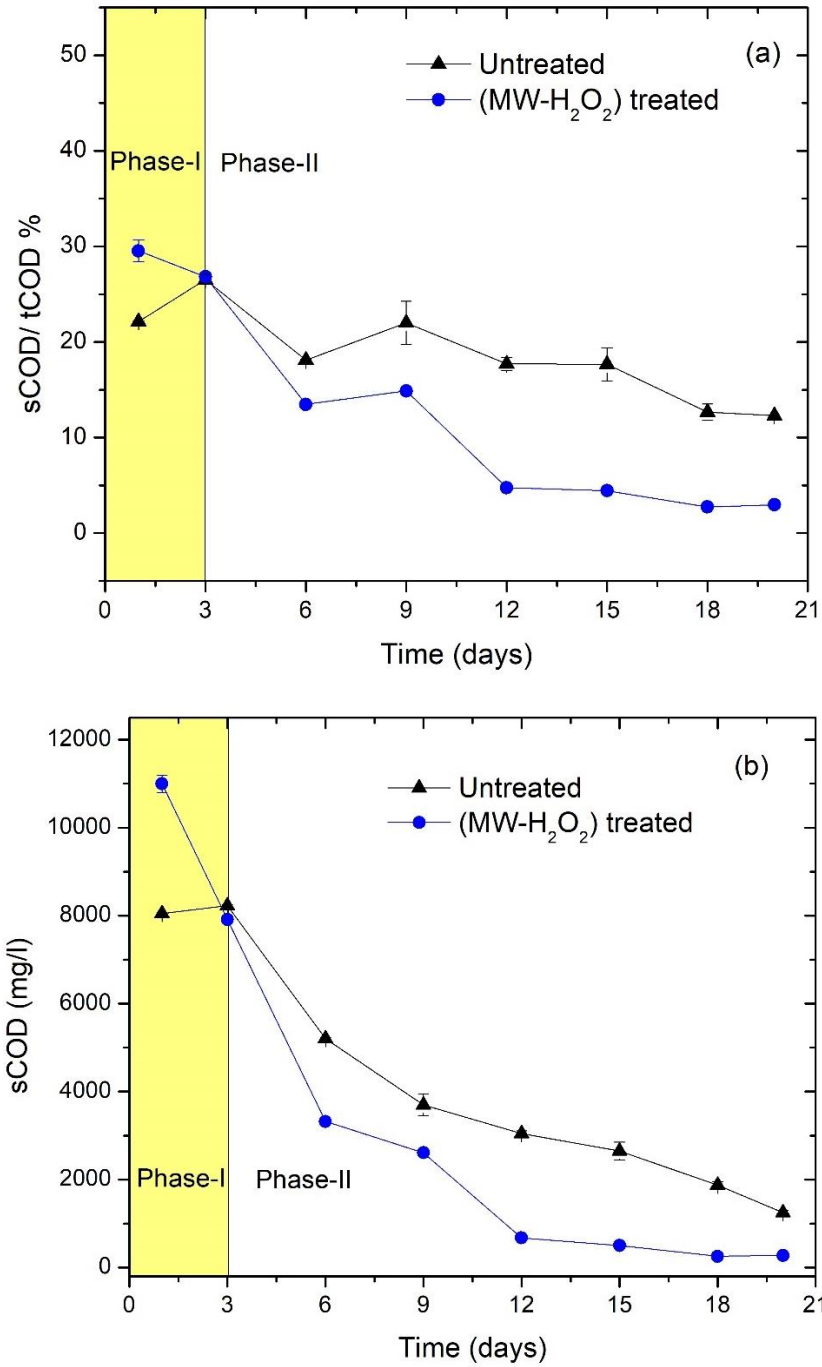 (a)
Untreated
(MW-H₂O₂) treated
Phase-I Phase-II
sCOD/ tCOD %
50
40
30
20
10
0
0 3 6 9 12 15 18 21
Time (days)
(b)
Untreated
(MW-H₂O₂) treated
sCOD (mg/l)
12000
10000
8000
6000
4000
2000
0
Phase-I Phase-II
0 3 6 9 12 15 18 21
Time (days)